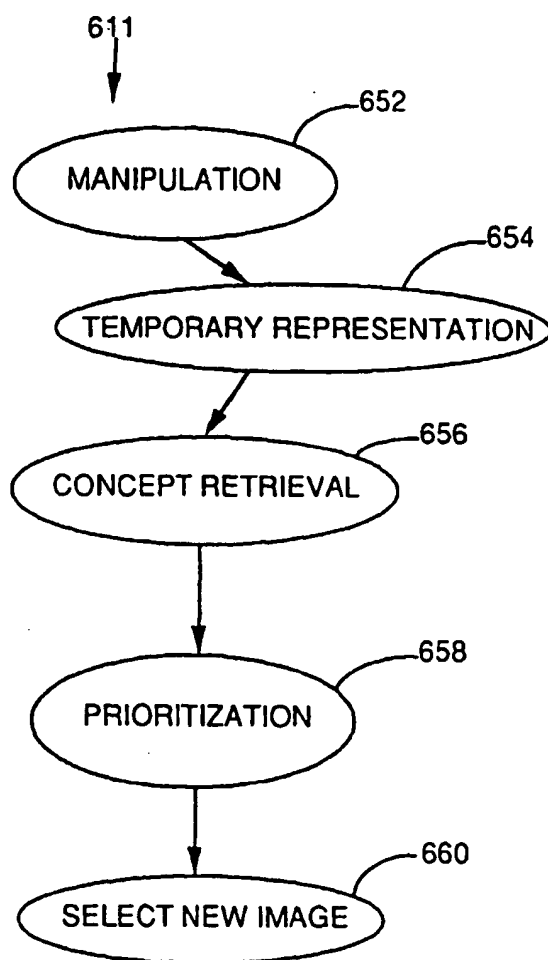 611
652
MANIPULATION
654
TEMPORARY REPRESENTATION
656
CONCEPT RETRIEVAL
658
PRIORITIZATION
660
SELECT NEW IMAGE